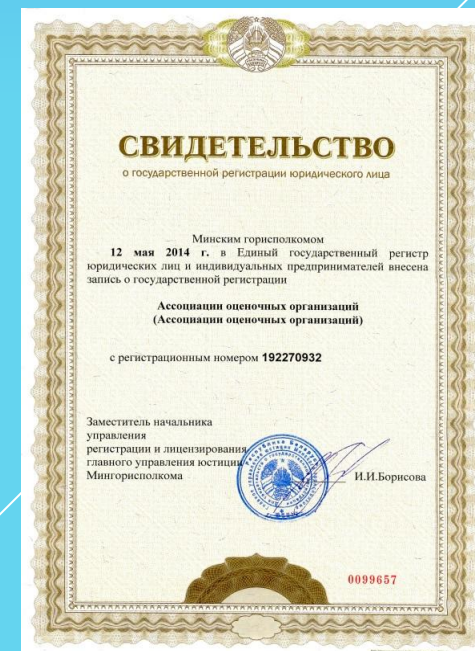 СВИДЕТЕЛЬСТВО
о государственной регистрации юридического лица
Минским горисполкомом
12 мая 2014 г. в Единый государственный регистр
юридических лиц и индивидуальных предпринимателей внесена
запись о государственной регистрации
Ассоциации оценочных организаций
(Ассоциации оценочных организаций)
с регистрационным номером 192270932
Заместитель начальника
управления
регистрации и лицензирования
главного управления юстиции
Мингорисполкома
И.И.Борисова
0099657